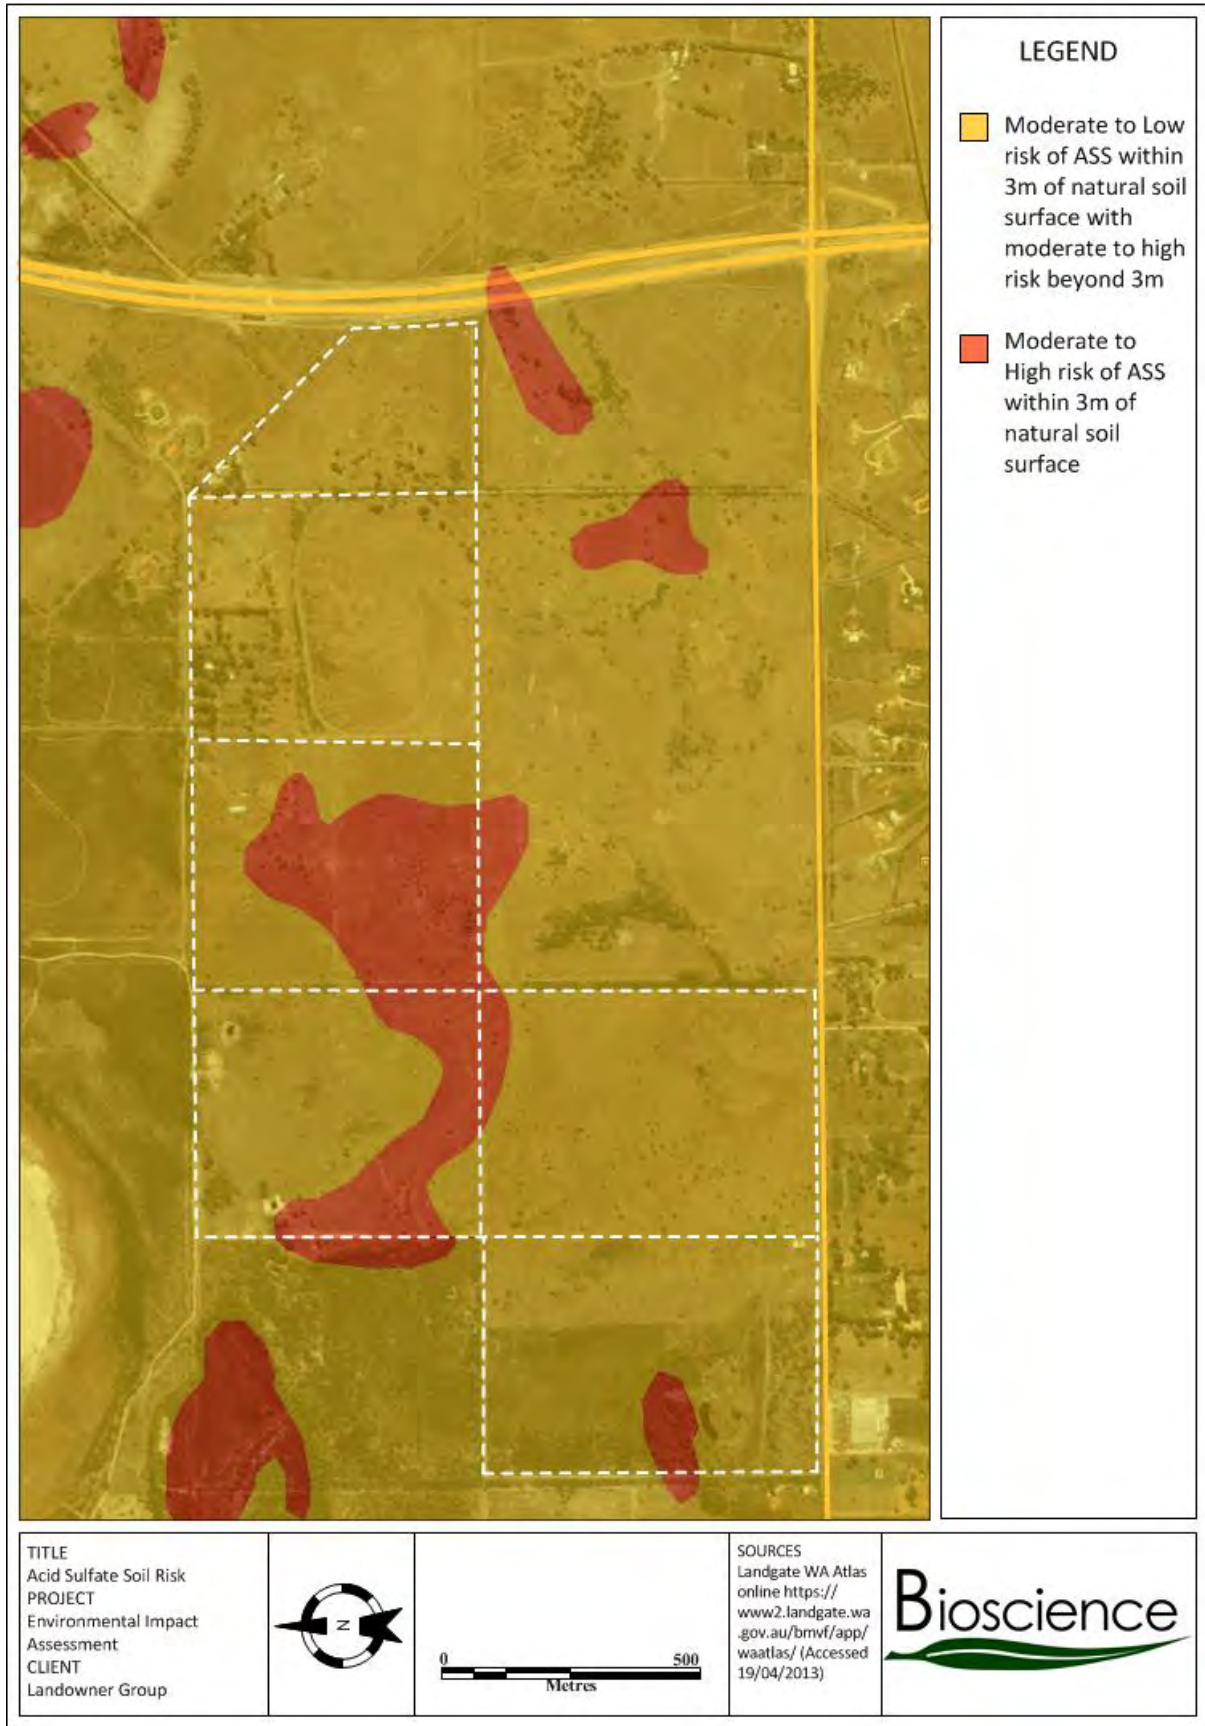 LEGEND
Moderate to Low
risk of ASS within
3m of natural soil
surface with
moderate to high
risk beyond 3m
Moderate to
High risk of ASS
within 3m of
natural soil
surface
TITLE
Acid Sulfate Soil Risk
PROJECT
Environmental Impact
Assessment
CLIENT
Landowner Group
N
0 500
Metres
SOURCES
Landgate WA Atlas
online https://
www2.landgate.wa
.gov.au/bmvf/app/
waatlas/ (Accessed
19/04/2013)
Bioscience